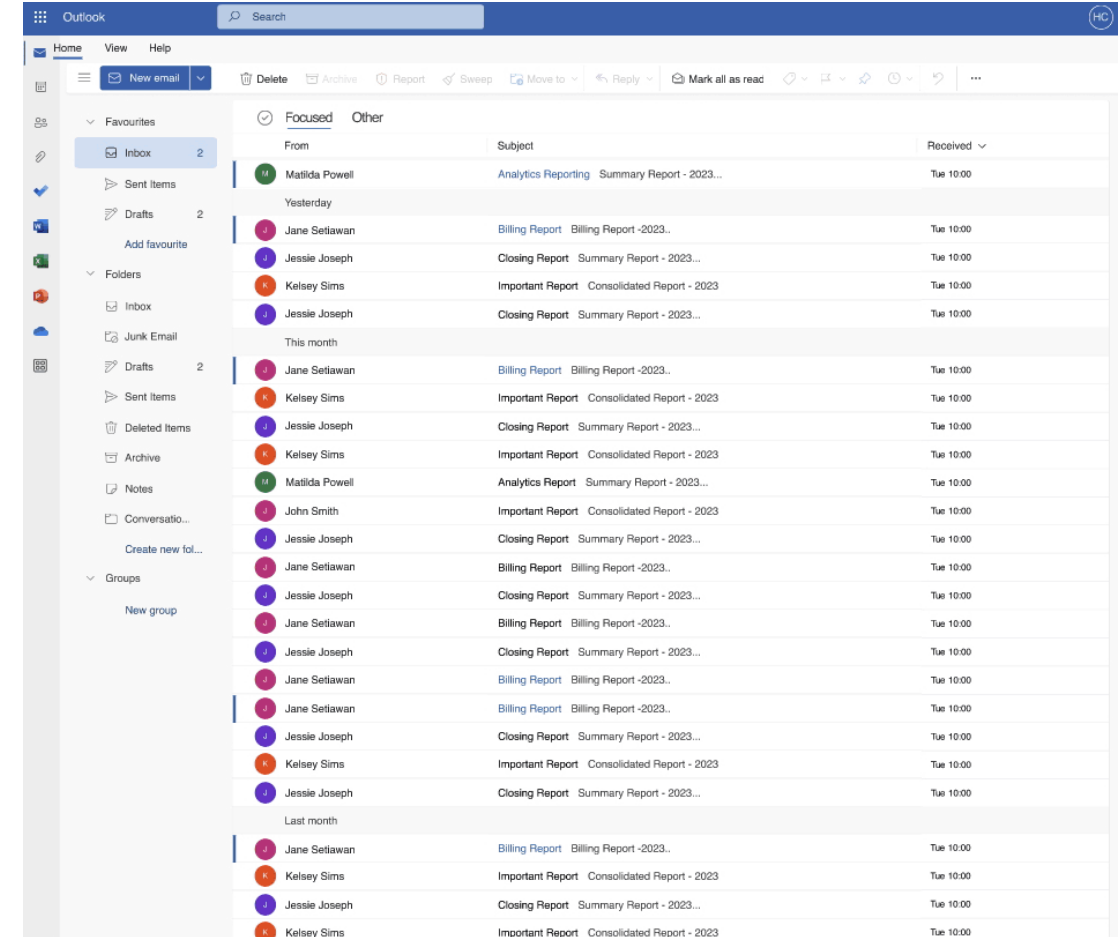 Outlook Search HC
Home View Help
New email Delete Archive Report Sweep Move to Reply Mark all as read ...
Favourites
Inbox 2
Sent Items
Drafts 2
Add favourite
Folders
Inbox
Junk Email
Drafts 2
Sent Items
Deleted Items
Archive
Notes
Conversatio...
Create new fol...
Groups
New group
Focused Other
From Subject Received
M Matilda Powell Analytics Reporting Summary Report - 2023... Tue 10:00
Yesterday
J Jane Setiawan Billing Report Billing Report -2023.. Tue 10:00
J Jessie Joseph Closing Report Summary Report - 2023... Tue 10:00
K Kelsey Sims Important Report Consolidated Report - 2023 Tue 10:00
J Jessie Joseph Closing Report Summary Report - 2023... Tue 10:00
This month
J Jane Setiawan Billing Report Billing Report -2023.. Tue 10:00
K Kelsey Sims Important Report Consolidated Report - 2023 Tue 10:00
J Jessie Joseph Closing Report Summary Report - 2023... Tue 10:00
K Kelsey Sims Important Report Consolidated Report - 2023 Tue 10:00
M Matilda Powell Analytics Report Summary Report - 2023... Tue 10:00
J John Smith Important Report Consolidated Report - 2023 Tue 10:00
J Jessie Joseph Closing Report Summary Report - 2023... Tue 10:00
J Jane Setiawan Billing Report Billing Report -2023.. Tue 10:00
J Jessie Joseph Closing Report Summary Report - 2023... Tue 10:00
J Jane Setiawan Billing Report Billing Report -2023.. Tue 10:00
J Jessie Joseph Closing Report Summary Report - 2023... Tue 10:00
J Jane Setiawan Billing Report Billing Report -2023.. Tue 10:00
J Jane Setiawan Billing Report Billing Report -2023.. Tue 10:00
J Jessie Joseph Closing Report Summary Report - 2023... Tue 10:00
K Kelsey Sims Important Report Consolidated Report - 2023 Tue 10:00
J Jessie Joseph Closing Report Summary Report - 2023... Tue 10:00
Last month
J Jane Setiawan Billing Report Billing Report -2023.. Tue 10:00
K Kelsey Sims Important Report Consolidated Report - 2023 Tue 10:00
J Jessie Joseph Closing Report Summary Report - 2023... Tue 10:00
K Kelsey Sims Important Report Consolidated Report - 2023 Tue 10:00